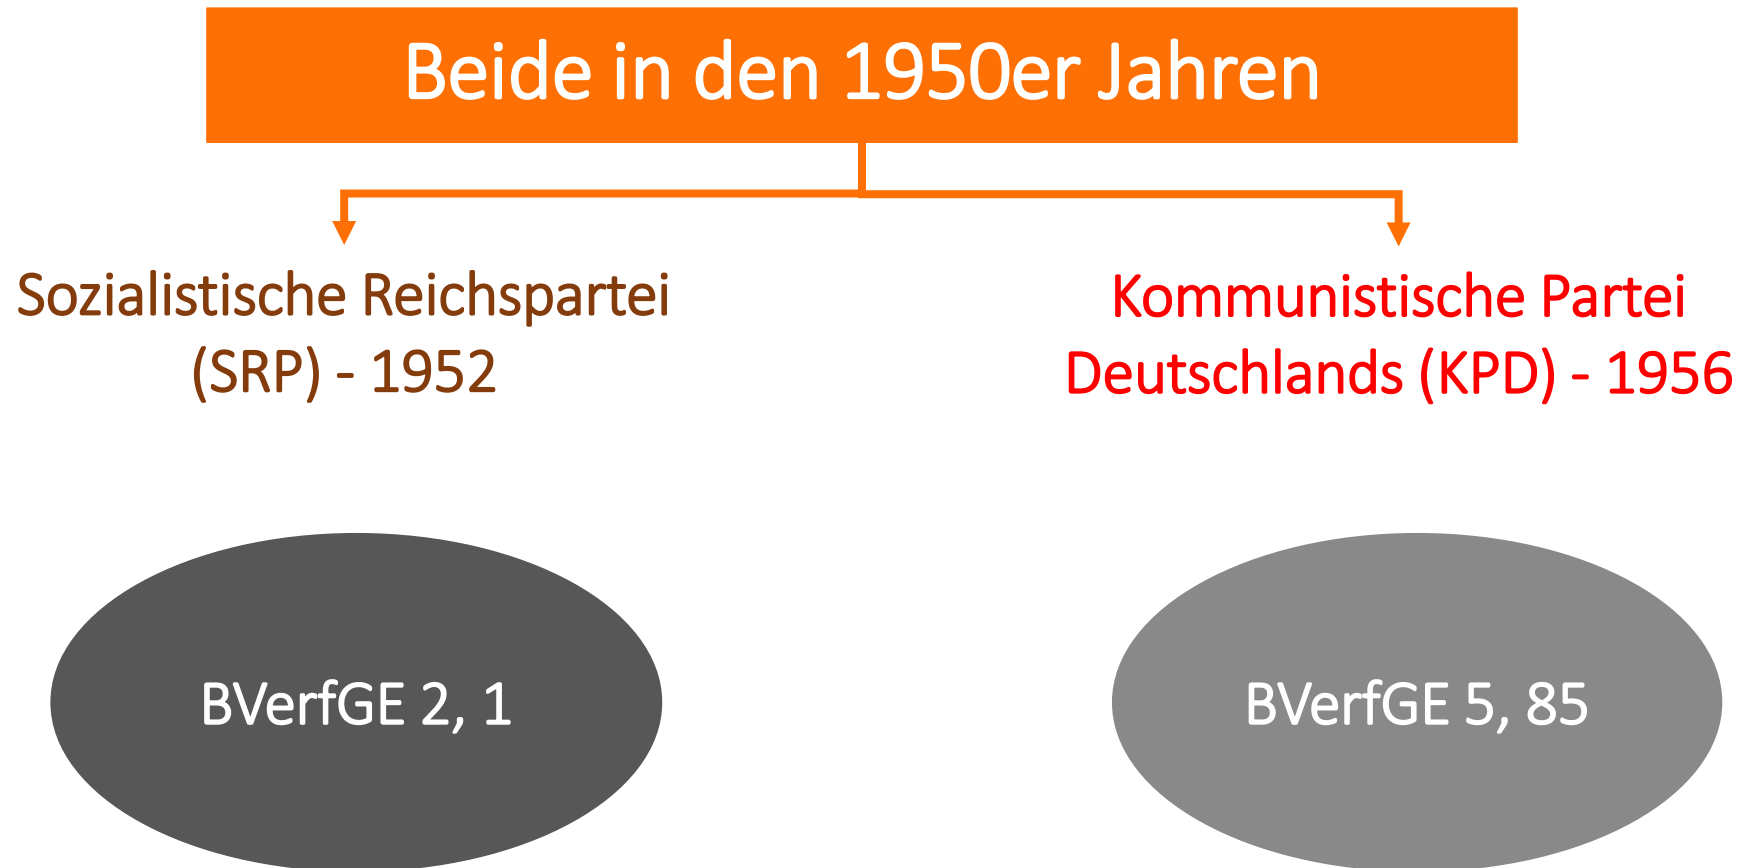 Beide in den 1950er Jahren
Sozialistische Reichspartei
(SRP) - 1952
Kommunistische Partei
Deutschlands (KPD) - 1956
BVerfGE 2, 1
BVerfGE 5, 85